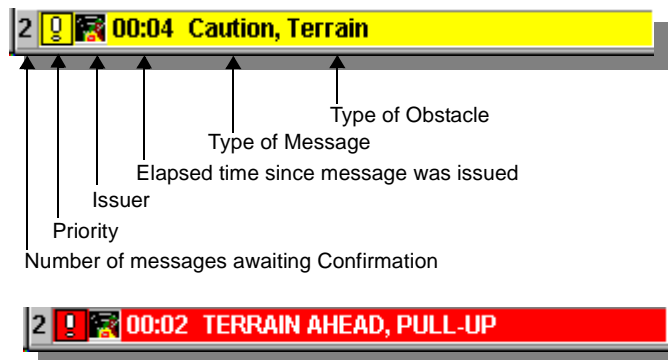 2 ! 00:04 Caution, Terrain
Type of Obstacle
Type of Message
Elapsed time since message was issued
Issuer
Priority
Number of messages awaiting Confirmation
2 ! 00:02 TERRAIN AHEAD, PULL-UP